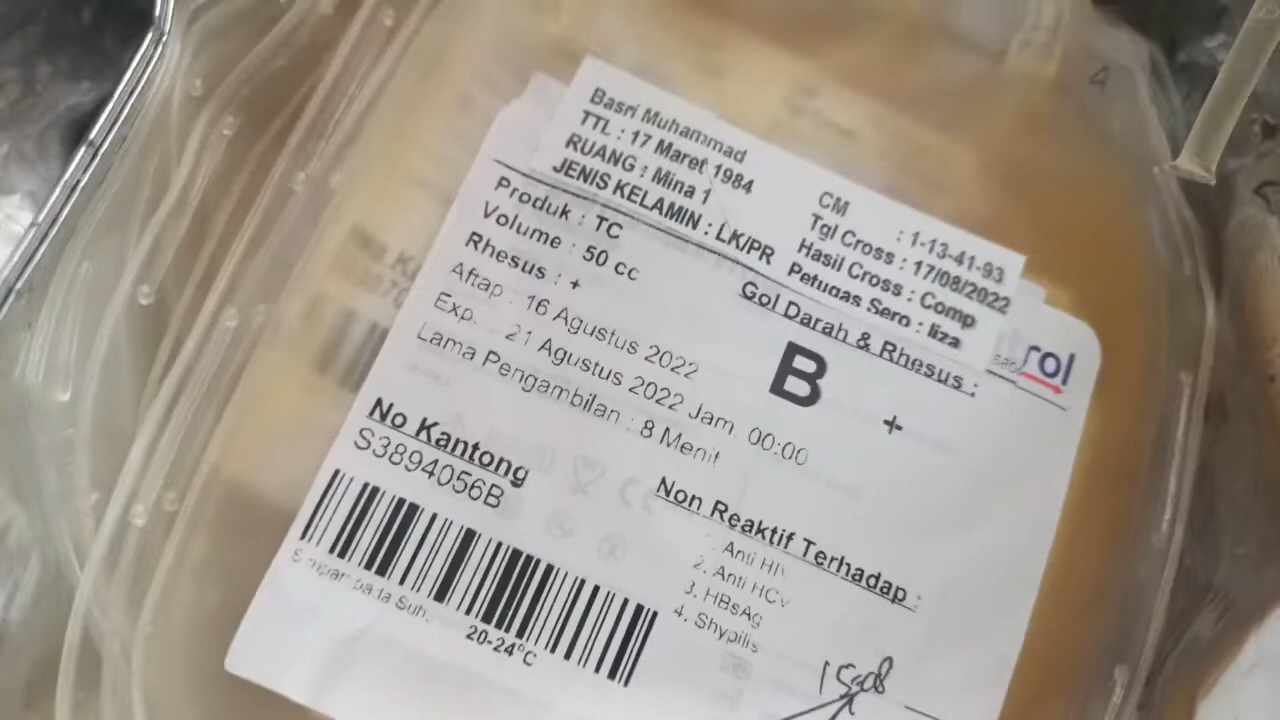 Basri Muhammad
TTL : 17 Maret 1984
RUANG : Mina 1
JENIS KELAMIN : LK/PR
CM : 1-13-41-93
Tgl Cross : 17/08/2022
Hasil Cross : Comp
Petugas Sero : liza
rol
Produk : TC
Volume : 50 cc
Rhesus : +
Aftap : 16 Agustus 2022
Exp. 21 Agustus 2022 Jam 00:00
Lama Pengambilan : 8 Menit
Gol Darah & Rhesus :
B +
No Kantong
S3894056B
pada Suh
20-24°C
Non Reaktif Terhadap :
1. Anti HIV
2. Anti HCV
3. HBsAg
4. Shypilis